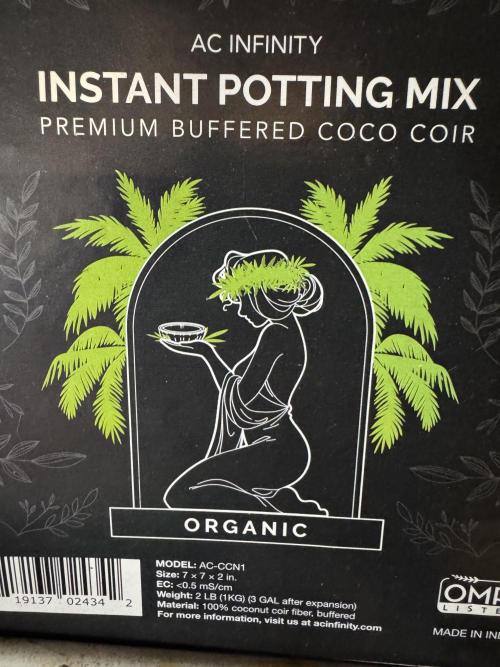 AC INFINITY
INSTANT POTTING MIX
PREMIUM BUFFERED COCO COIR
ORGANIC
MODEL: AC-CCN1
Size: 7 × 7 × 2 in.
EC: <0.5 mS/cm
Weight: 2 LB (1KG) (3 GAL after expansion)
Material: 100% coconut coir fiber, buffered
For more information, visit us at acinfinity.com
19137 02434 2
MADE IN